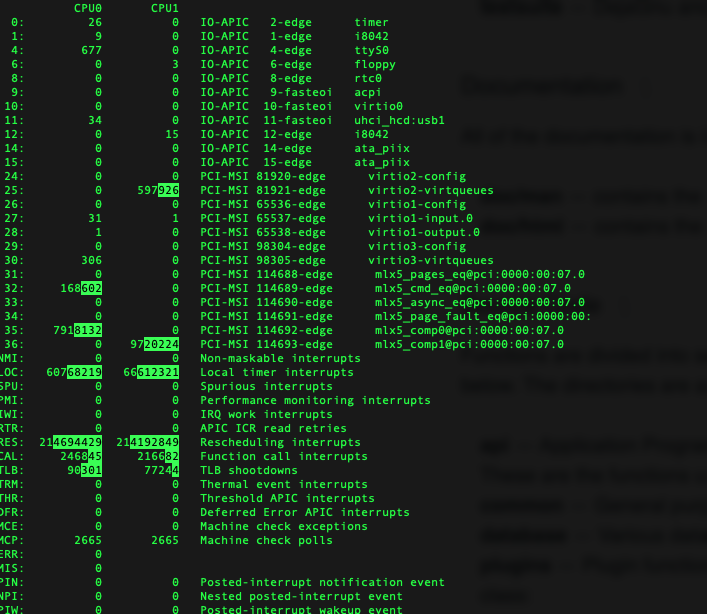 CPU0 CPU1
0: 26 0 IO-APIC 2-edge timer
1: 9 0 IO-APIC 1-edge i8042
4: 677 0 IO-APIC 4-edge ttyS0
6: 0 3 IO-APIC 6-edge floppy
8: 0 0 IO-APIC 8-edge rtc0
9: 0 0 IO-APIC 9-fasteoi acpi
10: 0 0 IO-APIC 10-fasteoi virtio0
11: 34 0 IO-APIC 11-fasteoi uhci_hcd:usb1
12: 0 15 IO-APIC 12-edge i8042
14: 0 0 IO-APIC 14-edge ata_piix
15: 0 0 IO-APIC 15-edge ata_piix
24: 0 0 PCI-MSI 81920-edge virtio2-config
25: 0 597926 PCI-MSI 81921-edge virtio2-virtqueues
26: 0 0 PCI-MSI 65536-edge virtio1-config
27: 31 1 PCI-MSI 65537-edge virtio1-input.0
28: 1 0 PCI-MSI 65538-edge virtio1-output.0
29: 0 0 PCI-MSI 98304-edge virtio3-config
30: 306 0 PCI-MSI 98305-edge virtio3-virtqueues
31: 0 0 PCI-MSI 114688-edge mlx5_pages_eq@pci:0000:00:07.0
32: 168602 0 PCI-MSI 114689-edge mlx5_cmd_eq@pci:0000:00:07.0
33: 0 0 PCI-MSI 114690-edge mlx5_async_eq@pci:0000:00:07.0
34: 0 0 PCI-MSI 114691-edge mlx5_page_fault_eq@pci:0000:00:
35: 7918132 0 PCI-MSI 114692-edge mlx5_comp0@pci:0000:00:07.0
36: 0 9720224 PCI-MSI 114693-edge mlx5_comp1@pci:0000:00:07.0
NMI: 0 0 Non-maskable interrupts
LOC: 60768219 66612321 Local timer interrupts
SPU: 0 0 Spurious interrupts
PMI: 0 0 Performance monitoring interrupts
IWI: 0 0 IRQ work interrupts
RTR: 0 0 APIC ICR read retries
RES: 214694429 214192849 Rescheduling interrupts
CAL: 246845 216682 Function call interrupts
TLB: 90301 77244 TLB shootdowns
TRM: 0 0 Thermal event interrupts
THR: 0 0 Threshold APIC interrupts
DFR: 0 0 Deferred Error APIC interrupts
MCE: 0 0 Machine check exceptions
MCP: 2665 2665 Machine check polls
ERR: 0
MIS: 0
PIN: 0 0 Posted-interrupt notification event
NPI: 0 0 Nested posted-interrupt event
PIW: 0 0 Posted-interrupt wakeup event